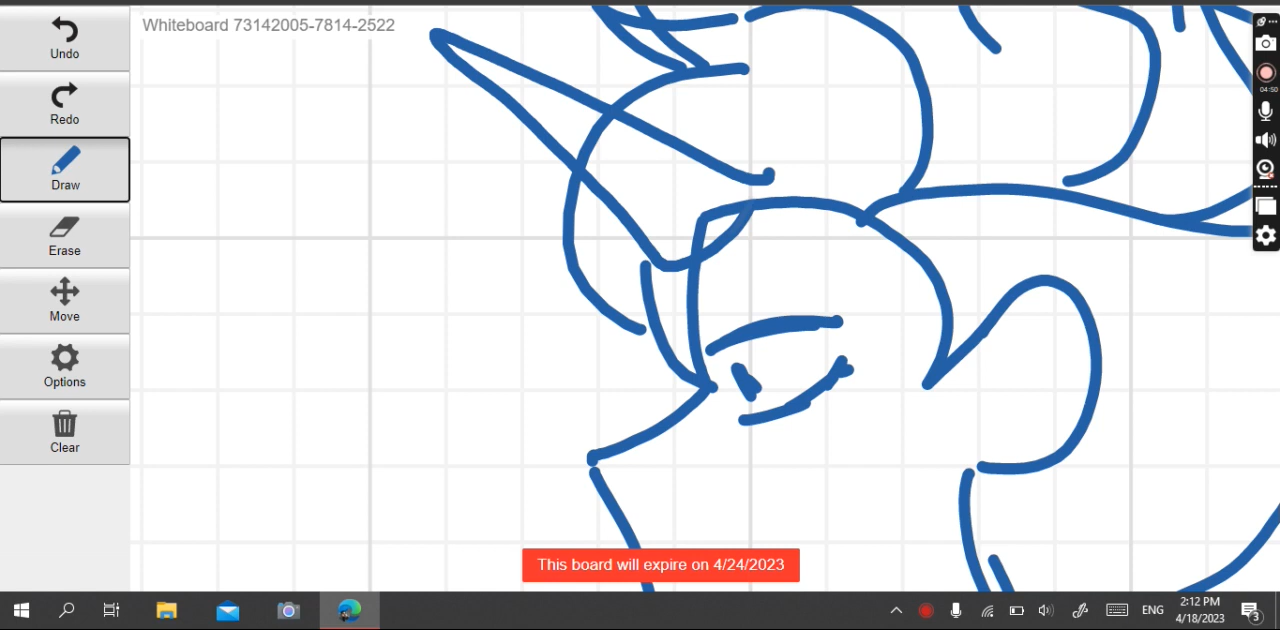 Whiteboard 73142005-7814-2522
Undo
Redo
Draw
Erase
Move
Options
Clear
04:50
This board will expire on 4/24/2023
ENG
2:12 PM
4/18/2023
3